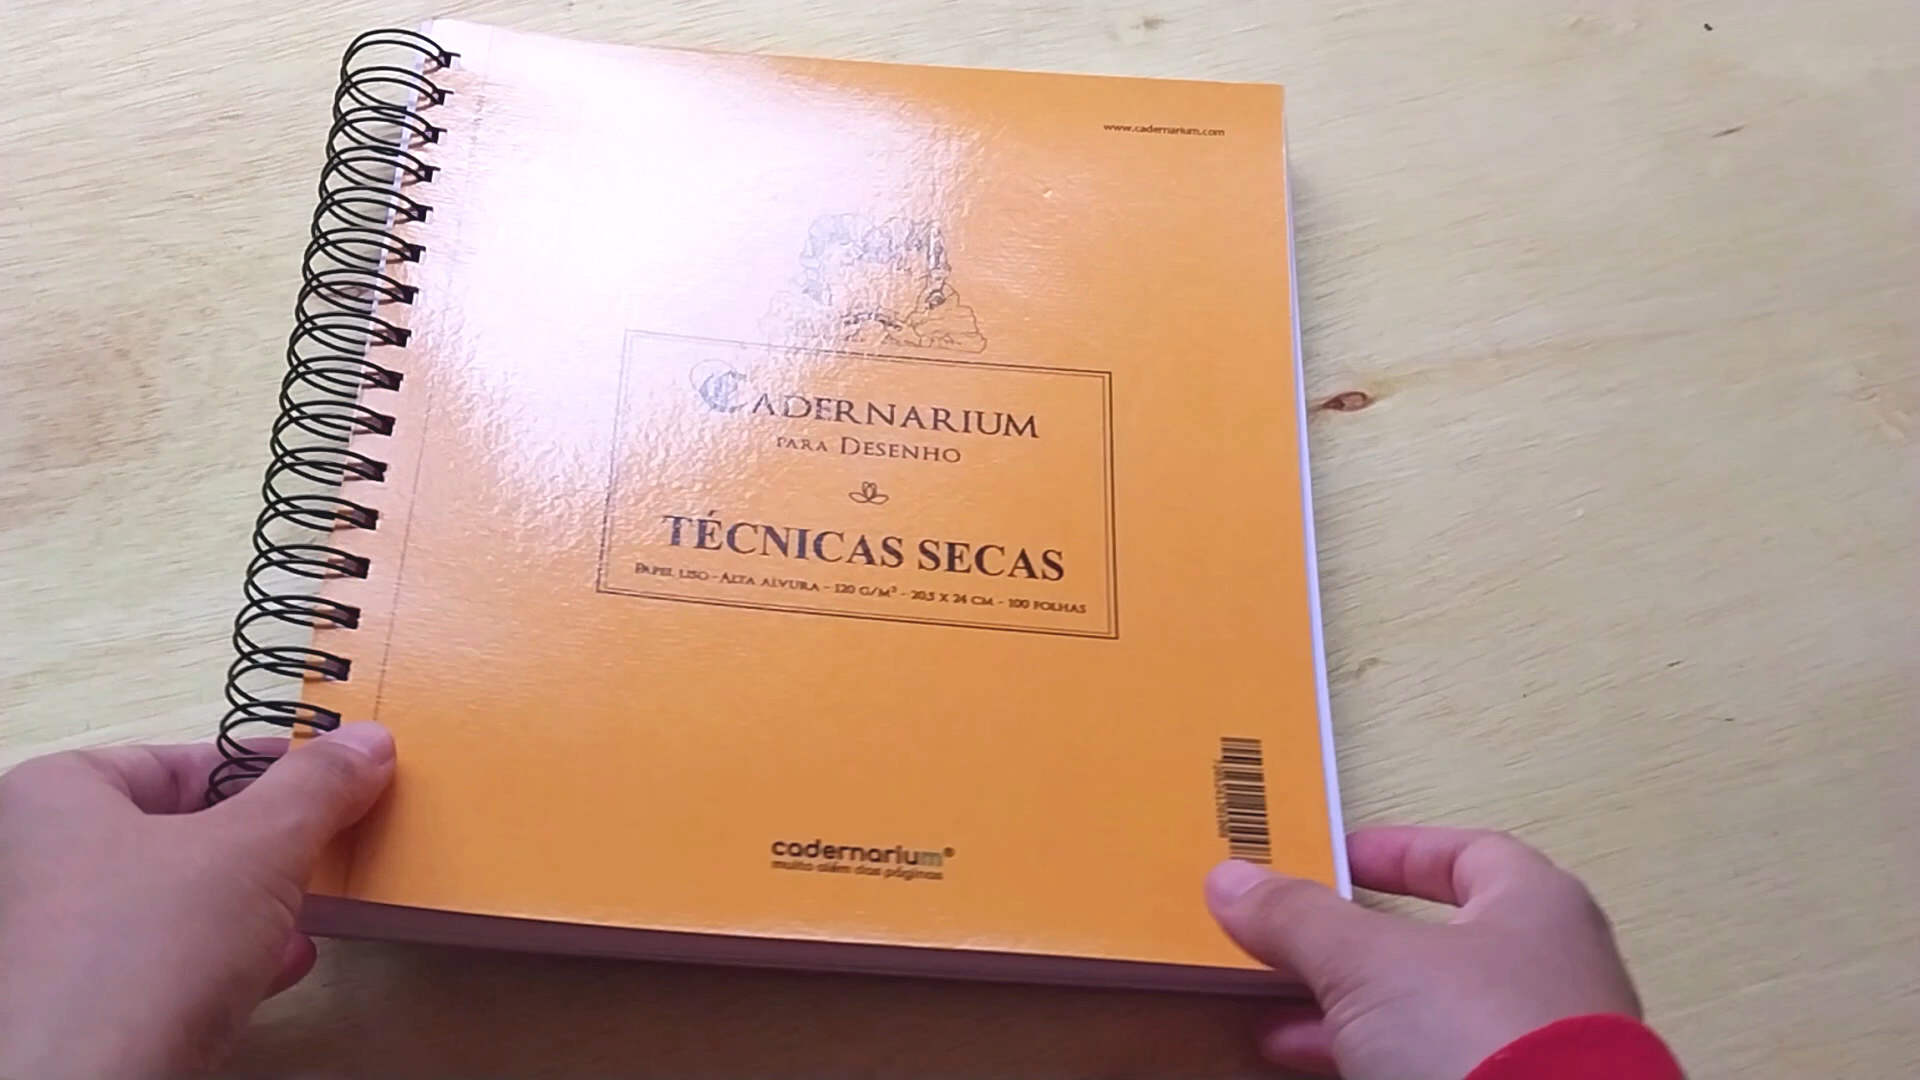 www.cadernarium.com
CADERNARIUM
PARA DESENHO
TÉCNICAS SECAS
PAPEL LISO - ALTA ALVURA - 120 G/M² - 20,5 X 24 CM - 100 FOLHAS
cadernarium®
muito além das páginas